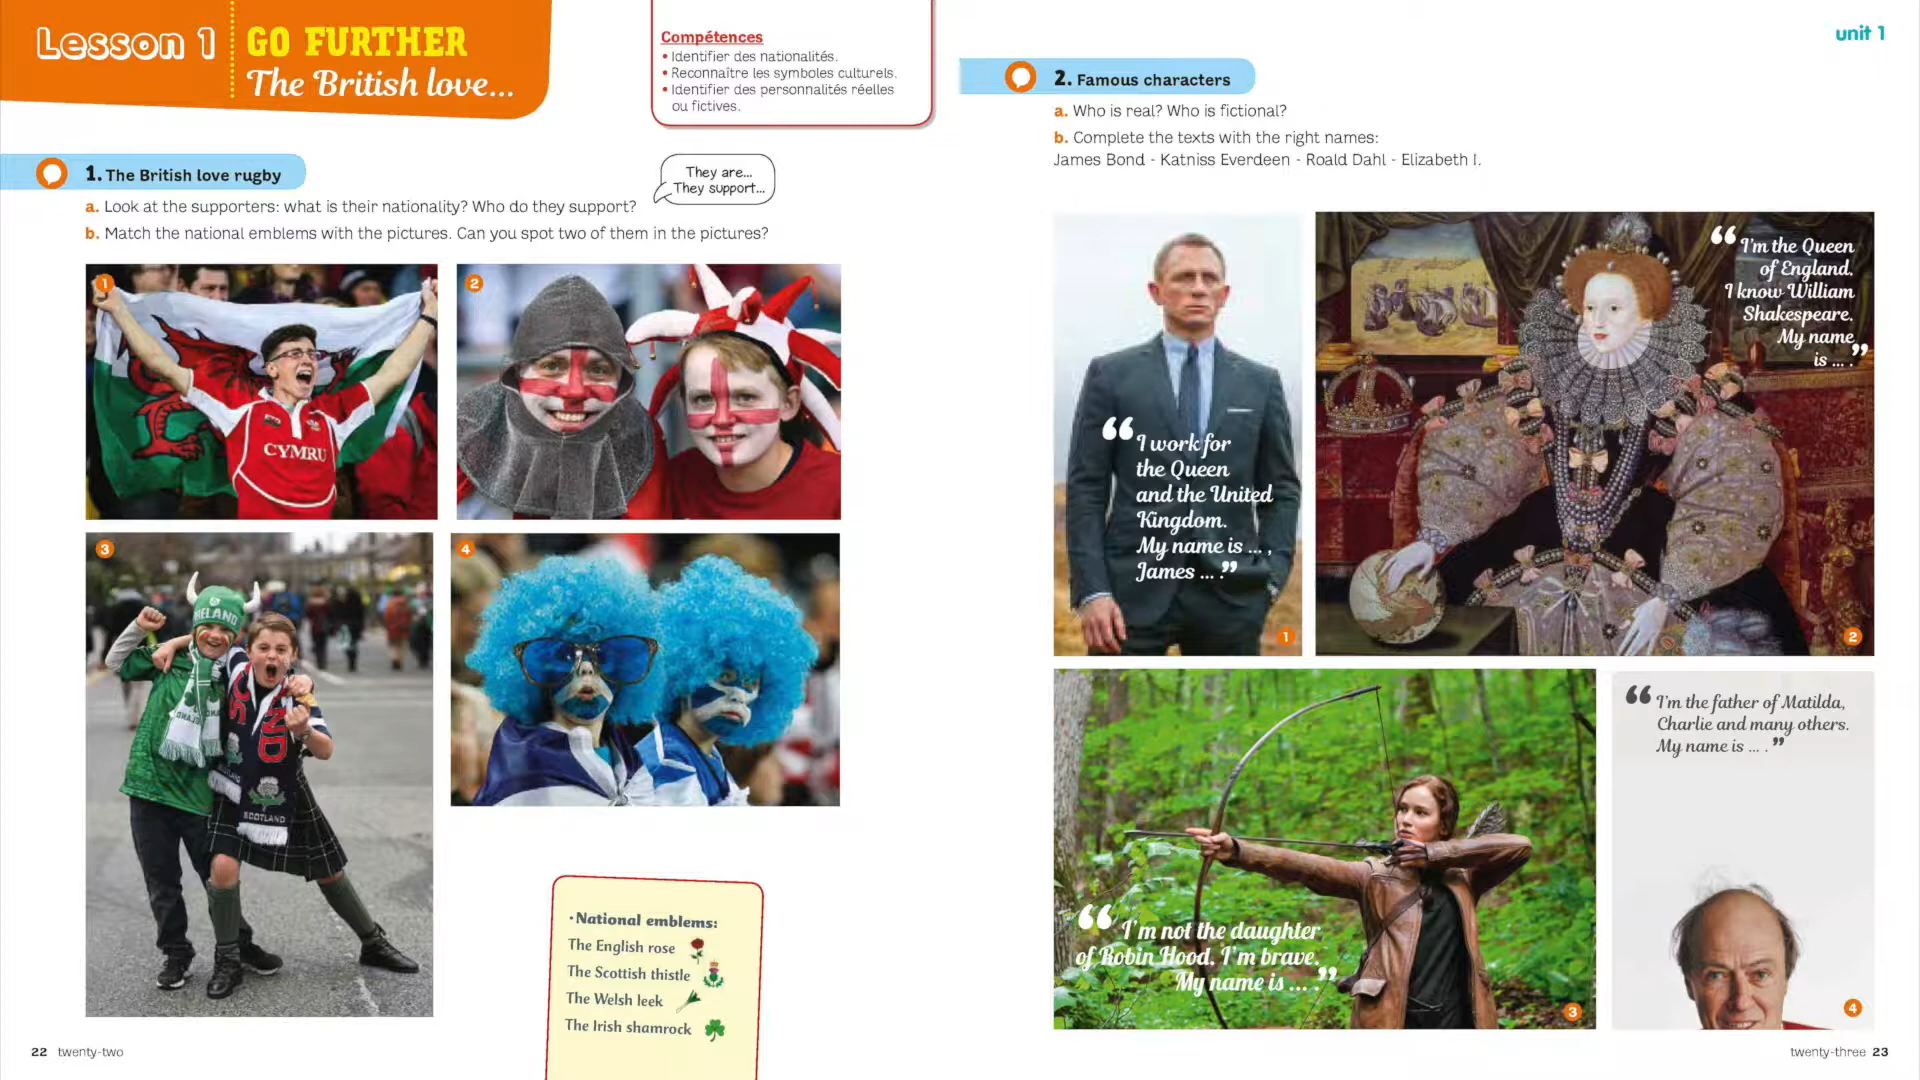 Lesson 1
GO FURTHER
The British love...
Compétences
• Identifier des nationalités.
• Reconnaître les symboles culturels.
• Identifier des personnalités réelles
ou fictives.
1. The British love rugby
They are...
They support...
a. Look at the supporters: what is their nationality? Who do they support?
b. Match the national emblems with the pictures. Can you spot two of them in the pictures?
1
CYMRU
2
3
IRELAND
SCOTLAND
4
• National emblems:
The English rose
The Scottish thistle
The Welsh leek
The Irish shamrock
22 twenty-two
unit 1
2. Famous characters
a. Who is real? Who is fictional?
b. Complete the texts with the right names:
James Bond - Katniss Everdeen - Roald Dahl - Elizabeth I.
“I work for
the Queen
and the United
Kingdom.
My name is ... ,
James ... .”
1
“I'm the Queen
of England.
I know William
Shakespeare.
My name
is ... .”
2
“I'm not the daughter
of Robin Hood. I'm brave.
My name is ... .”
3
“I'm the father of Matilda,
Charlie and many others.
My name is ... .”
4
twenty-three 23